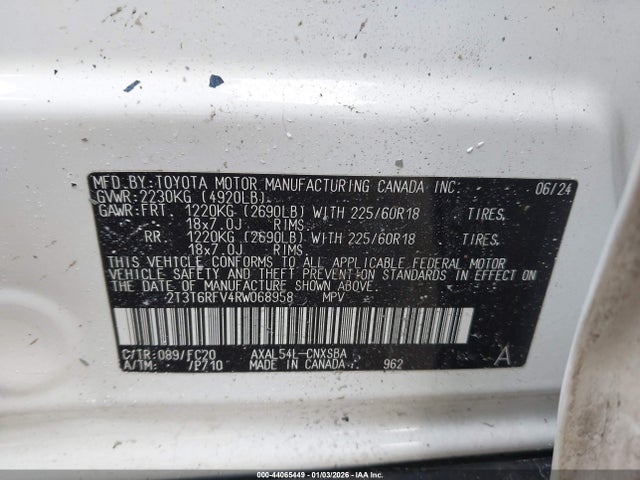 MFD. BY: TOYOTA MOTOR MANUFACTURING CANADA INC. 06/24
GVWR: 2230KG (4920LB)
GAWR: FRT. 1220KG (2690LB) WITH 225/60R18 TIRES,
18x7.0J RIMS,
RR. 1220KG (2690LB) WITH 225/60R18 TIRES,
18x7.0J RIMS.
THIS VEHICLE CONFORMS TO ALL APPLICABLE FEDERAL MOTOR
VEHICLE SAFETY AND THEFT PREVENTION STANDARDS IN EFFECT ON
THE DATE OF MANUFACTURE SHOWN ABOVE.
2T3T6RFV4RW068958 MPV
C/TR: 089/FC20 AXAL54L-CNXSBA A
A/TM: /P710 MADE IN CANADA 962
000-44065449 | 01/03/2026 - IAAI